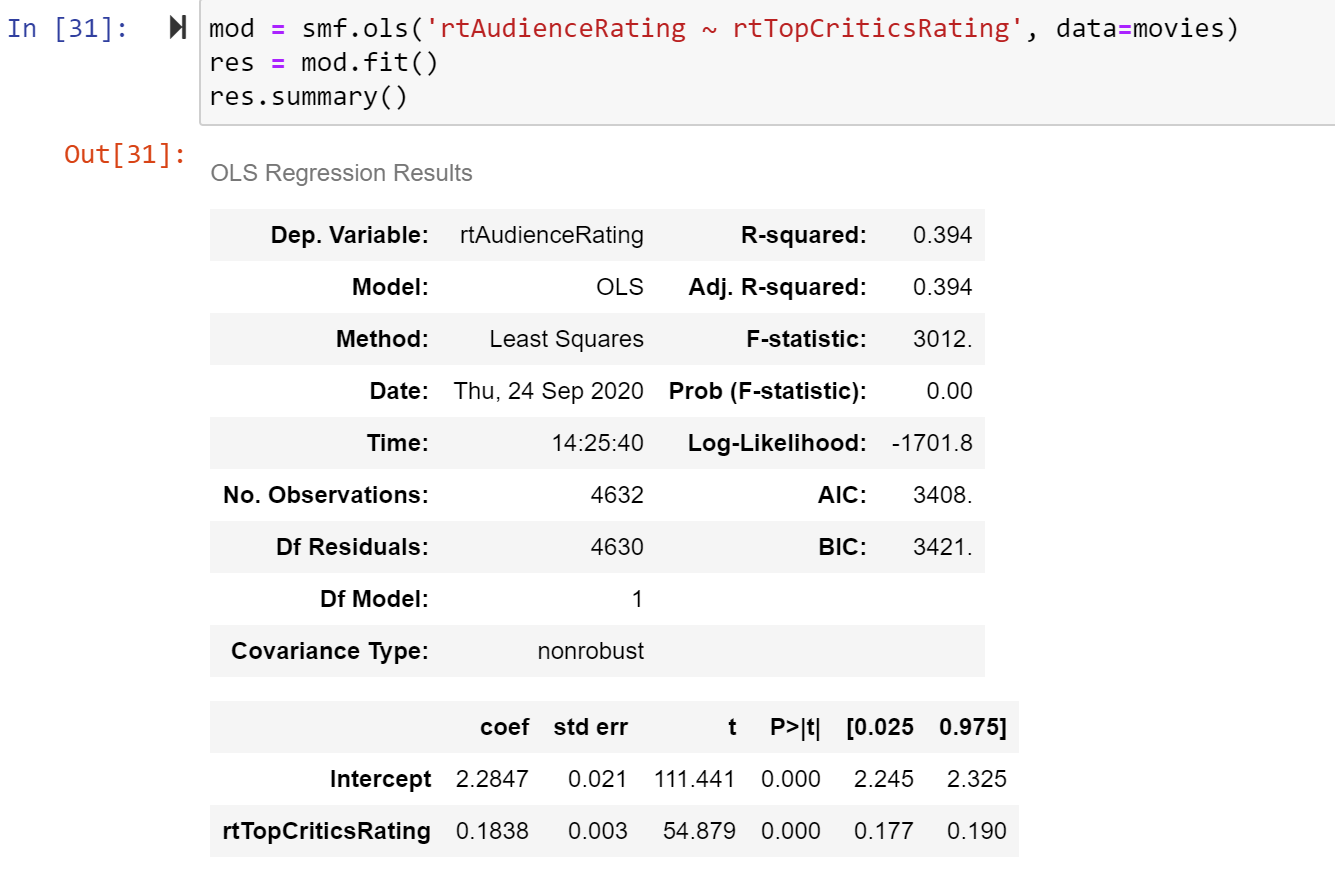 In [31]: mod = smf.ols('rtAudienceRating ~ rtTopCriticsRating', data=movies)
res = mod.fit()
res.summary()
Out[31]:
OLS Regression Results
Dep. Variable: rtAudienceRating R-squared: 0.394
Model: OLS Adj. R-squared: 0.394
Method: Least Squares F-statistic: 3012.
Date: Thu, 24 Sep 2020 Prob (F-statistic): 0.00
Time: 14:25:40 Log-Likelihood: -1701.8
No. Observations: 4632 AIC: 3408.
Df Residuals: 4630 BIC: 3421.
Df Model: 1
Covariance Type: nonrobust
coef std err t P>|t| [0.025 0.975]
Intercept 2.2847 0.021 111.441 0.000 2.245 2.325
rtTopCriticsRating 0.1838 0.003 54.879 0.000 0.177 0.190